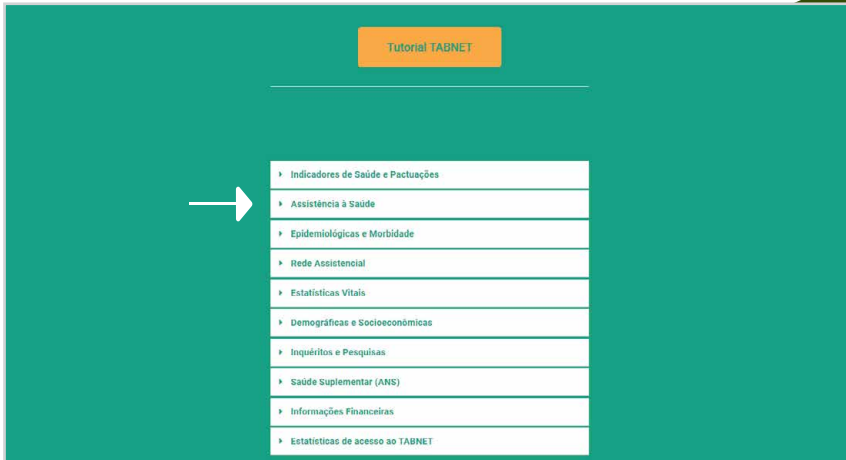 Tutorial TABNET
Indicadores de Saúde e Pactuações
Assistência à Saúde
Epidemiológicas e Morbidade
Rede Assistencial
Estatísticas Vitais
Demográficas e Socioeconômicas
Inquéritos e Pesquisas
Saúde Suplementar (ANS)
Informações Financeiras
Estatísticas de acesso ao TABNET